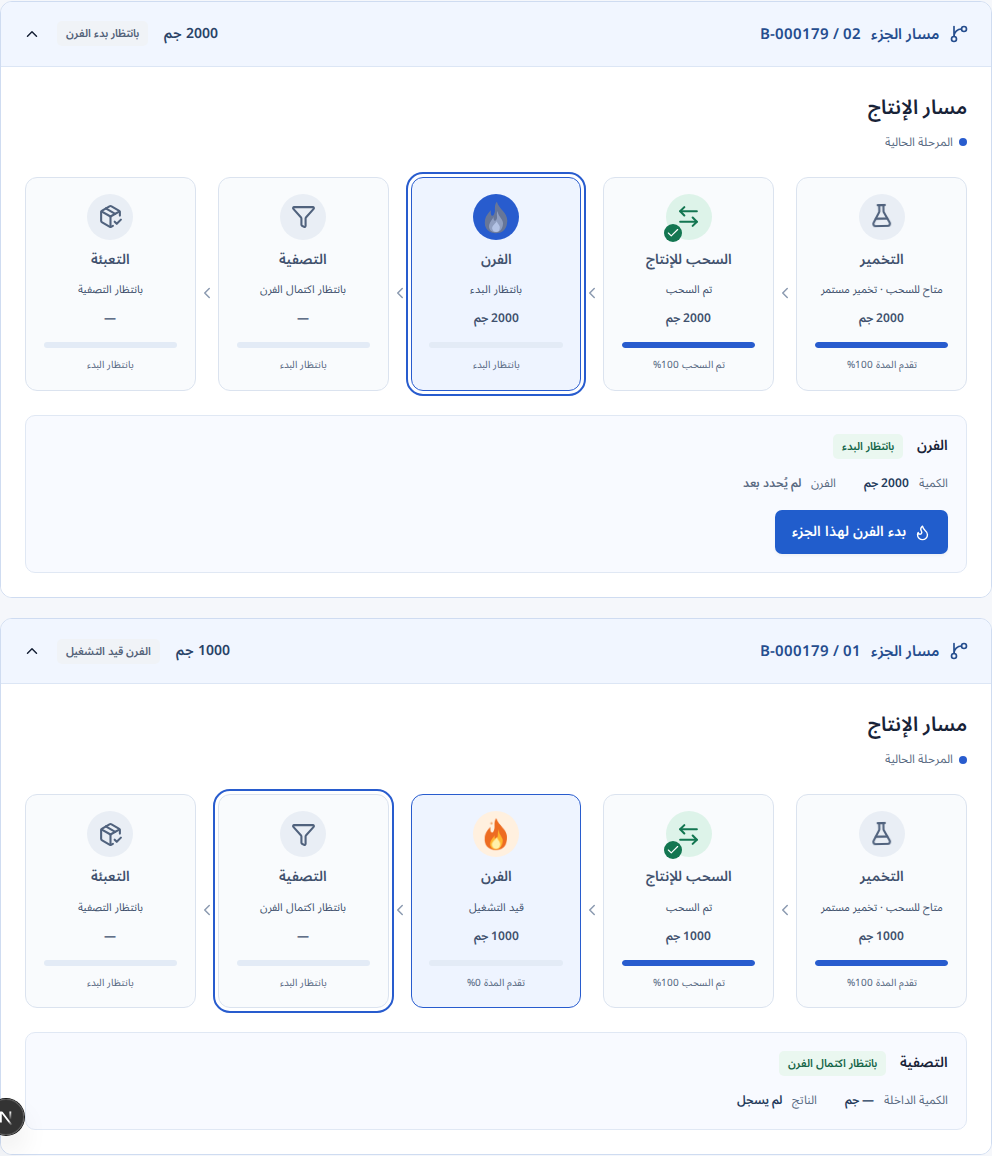 مسار الجزء B-000179 / 02
2000 جم
بانتظار بدء الفرن
مسار الإنتاج
المرحلة الحالية
التخمير
متاح للسحب · تخمير مستمر
2000 جم
تقدم المدة 100%
السحب للإنتاج
تم السحب
2000 جم
تم السحب 100%
الفرن
بانتظار البدء
2000 جم
بانتظار البدء
التصفية
بانتظار اكتمال الفرن
—
بانتظار البدء
التعبئة
بانتظار التصفية
—
بانتظار البدء
الفرن بانتظار البدء
الكمية 2000 جم الفرن لم يُحدد بعد
بدء الفرن لهذا الجزء
مسار الجزء B-000179 / 01
1000 جم
الفرن قيد التشغيل
مسار الإنتاج
المرحلة الحالية
التخمير
متاح للسحب · تخمير مستمر
1000 جم
تقدم المدة 100%
السحب للإنتاج
تم السحب
1000 جم
تم السحب 100%
الفرن
قيد التشغيل
1000 جم
تقدم المدة 0%
التصفية
بانتظار اكتمال الفرن
—
بانتظار البدء
التعبئة
بانتظار التصفية
—
بانتظار البدء
التصفية بانتظار اكتمال الفرن
الكمية الداخلة — جم الناتج لم يسجل
N